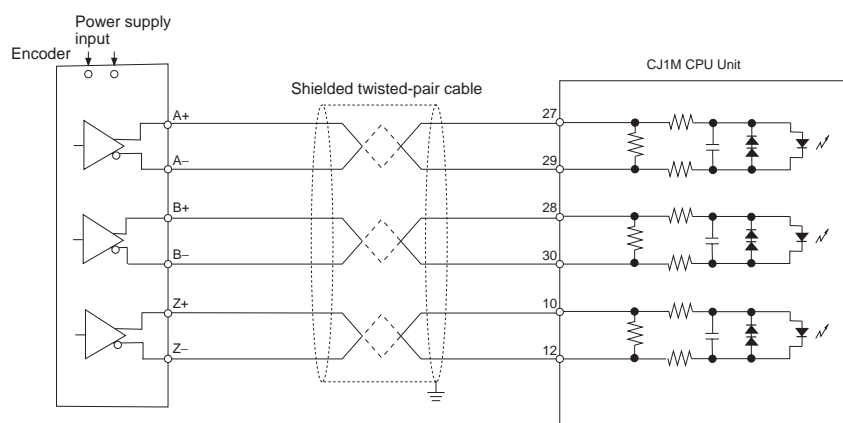 Power supply
input
Encoder
CJ1M CPU Unit
Shielded twisted-pair cable
A+
27
A−
29
B+
28
B−
30
Z+
10
Z−
12